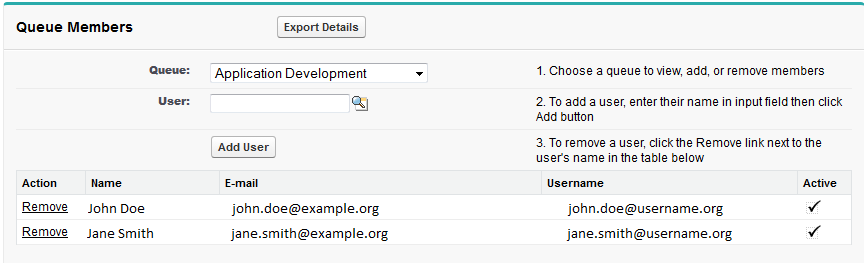 Queue Members Export Details
Queue: Application Development 1. Choose a queue to view, add, or remove members
User: 2. To add a user, enter their name in input field then click
Add button
Add User 3. To remove a user, click the Remove link next to the
user's name in the table below
Action Name E-mail Username Active
Remove John Doe john.doe@example.org john.doe@username.org
Remove Jane Smith jane.smith@example.org jane.smith@username.org